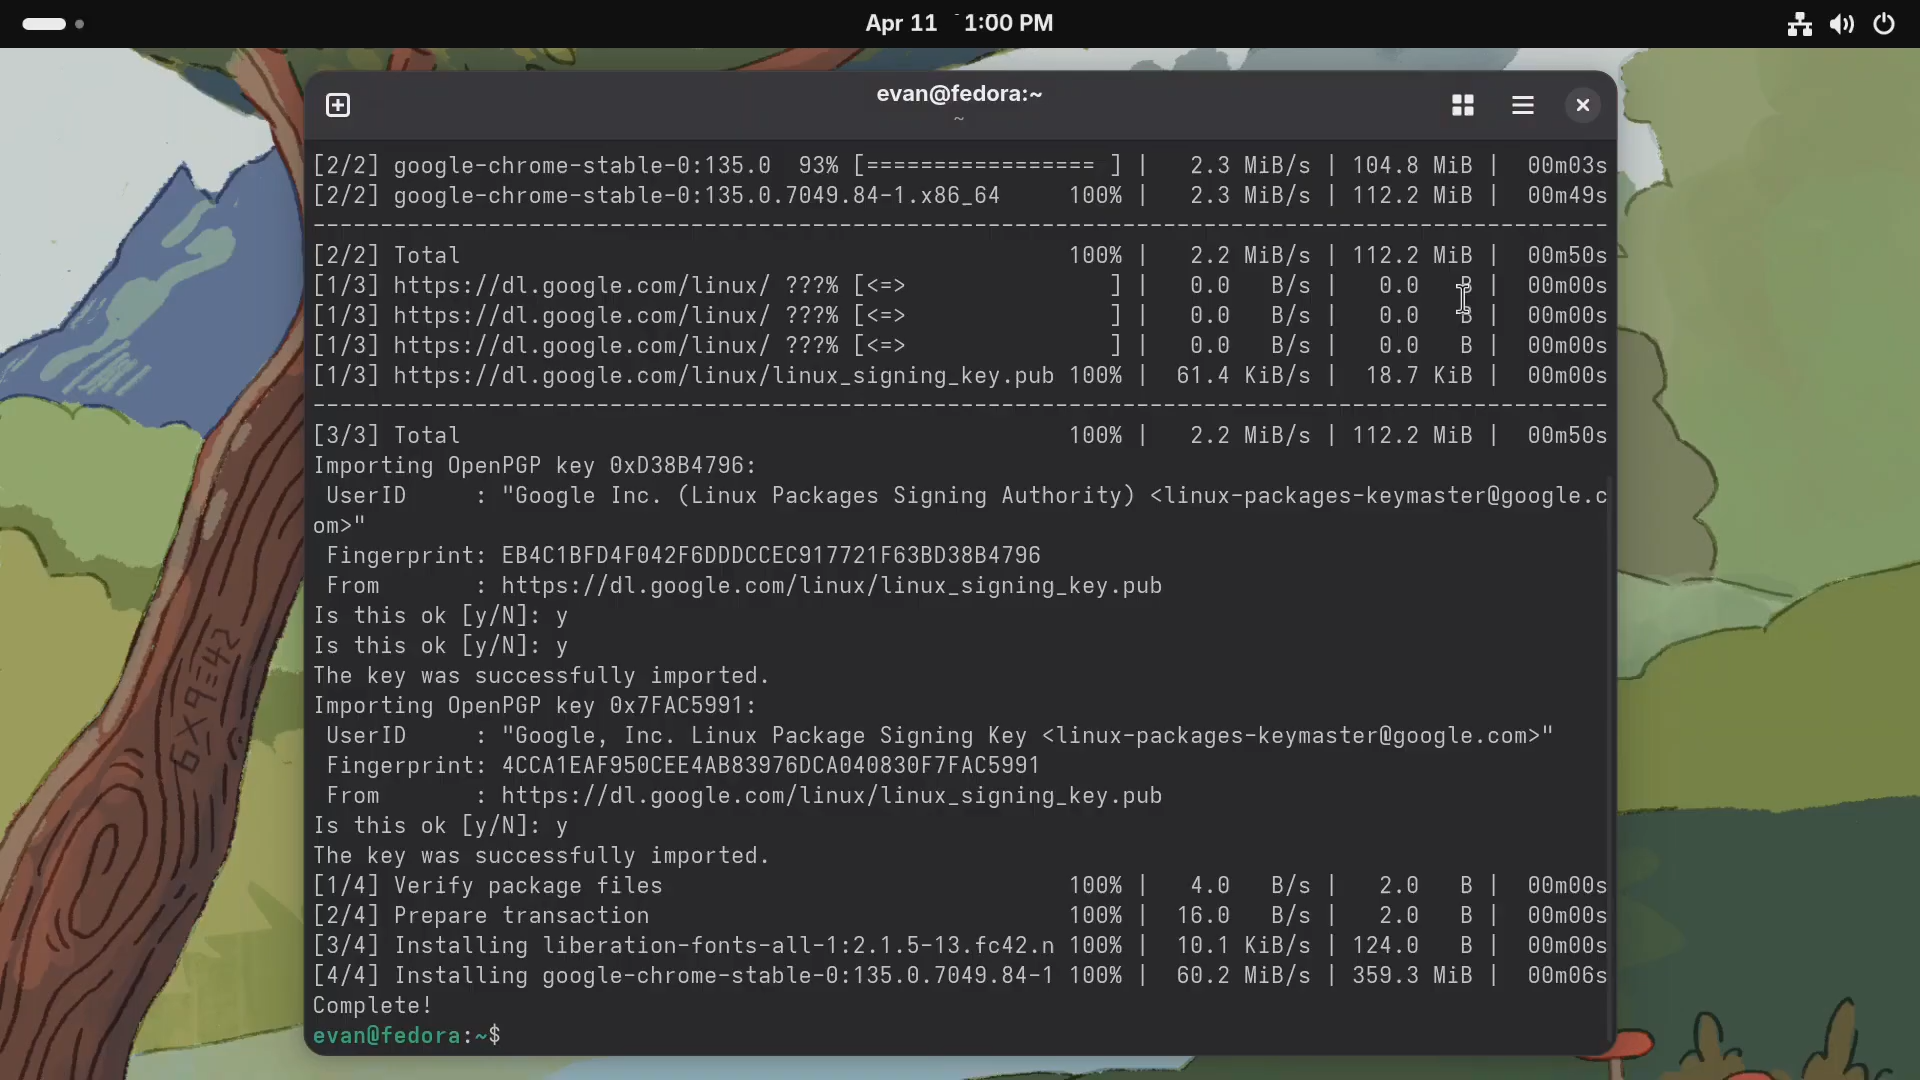 Apr 11 1:00 PM
evan@fedora:~
~
[2/2] google-chrome-stable-0:135.0  93% [================= ] |   2.3 MiB/s | 104.8 MiB |  00m03s
[2/2] google-chrome-stable-0:135.0.7049.84-1.x86_64     100% |   2.3 MiB/s | 112.2 MiB |  00m49s
------------------------------------------------------------------------------------------------
[2/2] Total                                             100% |   2.2 MiB/s | 112.2 MiB |  00m50s
[1/3] https://dl.google.com/linux/ ???% [<=>               ] |   0.0   B/s |   0.0   B |  00m00s
[1/3] https://dl.google.com/linux/ ???% [<=>               ] |   0.0   B/s |   0.0   B |  00m00s
[1/3] https://dl.google.com/linux/ ???% [<=>               ] |   0.0   B/s |   0.0   B |  00m00s
[1/3] https://dl.google.com/linux/linux_signing_key.pub 100% |  61.4 KiB/s |  18.7 KiB |  00m00s
------------------------------------------------------------------------------------------------
[3/3] Total                                             100% |   2.2 MiB/s | 112.2 MiB |  00m50s
Importing OpenPGP key 0xD38B4796:
 UserID     : "Google Inc. (Linux Packages Signing Authority) <linux-packages-keymaster@google.c
om>"
 Fingerprint: EB4C1BFD4F042F6DDDCCEC917721F63BD38B4796
 From       : https://dl.google.com/linux/linux_signing_key.pub
Is this ok [y/N]: y
Is this ok [y/N]: y
The key was successfully imported.
Importing OpenPGP key 0x7FAC5991:
 UserID     : "Google, Inc. Linux Package Signing Key <linux-packages-keymaster@google.com>"
 Fingerprint: 4CCA1EAF950CEE4AB83976DCA040830F7FAC5991
 From       : https://dl.google.com/linux/linux_signing_key.pub
Is this ok [y/N]: y
The key was successfully imported.
[1/4] Verify package files                              100% |   4.0   B/s |   2.0   B |  00m00s
[2/4] Prepare transaction                               100% |  16.0   B/s |   2.0   B |  00m00s
[3/4] Installing liberation-fonts-all-1:2.1.5-13.fc42.n 100% |  10.1 KiB/s | 124.0   B |  00m00s
[4/4] Installing google-chrome-stable-0:135.0.7049.84-1 100% |  60.2 MiB/s | 359.3 MiB |  00m06s
Complete!
evan@fedora:~$
6×9=42